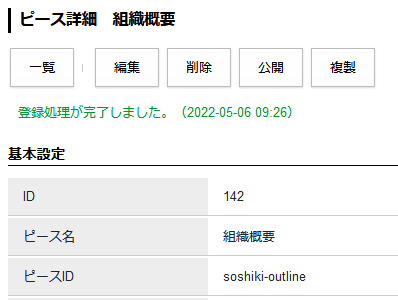 ピース詳細　組織概要
一覧 編集 削除 公開 複製
登録処理が完了しました。（2022-05-06 09:26）
基本設定
ID 142
ピース名 組織概要
ピースID soshiki-outline